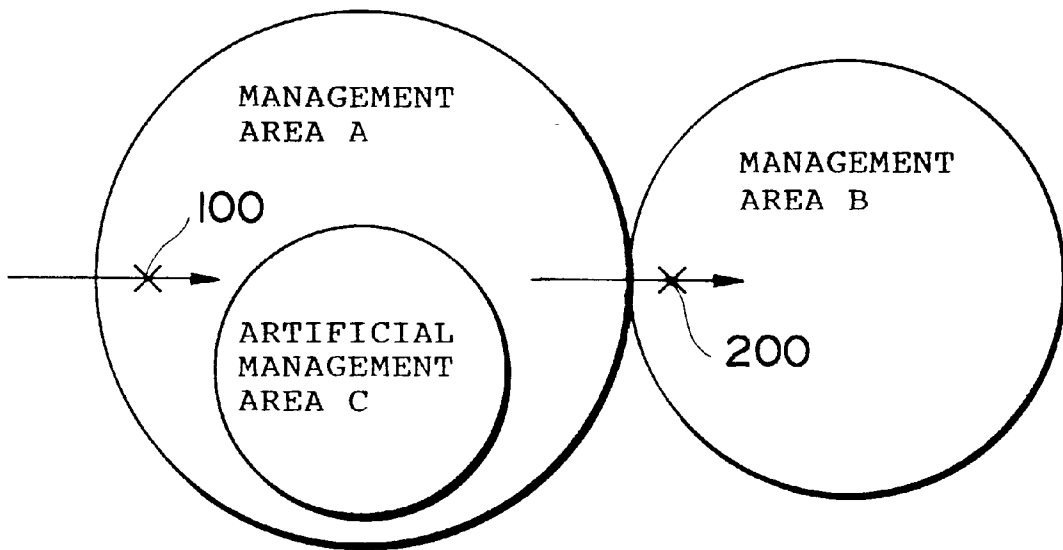 MANAGEMENT
AREA A
MANAGEMENT
AREA B
100
ARTIFICIAL
MANAGEMENT
AREA C
200